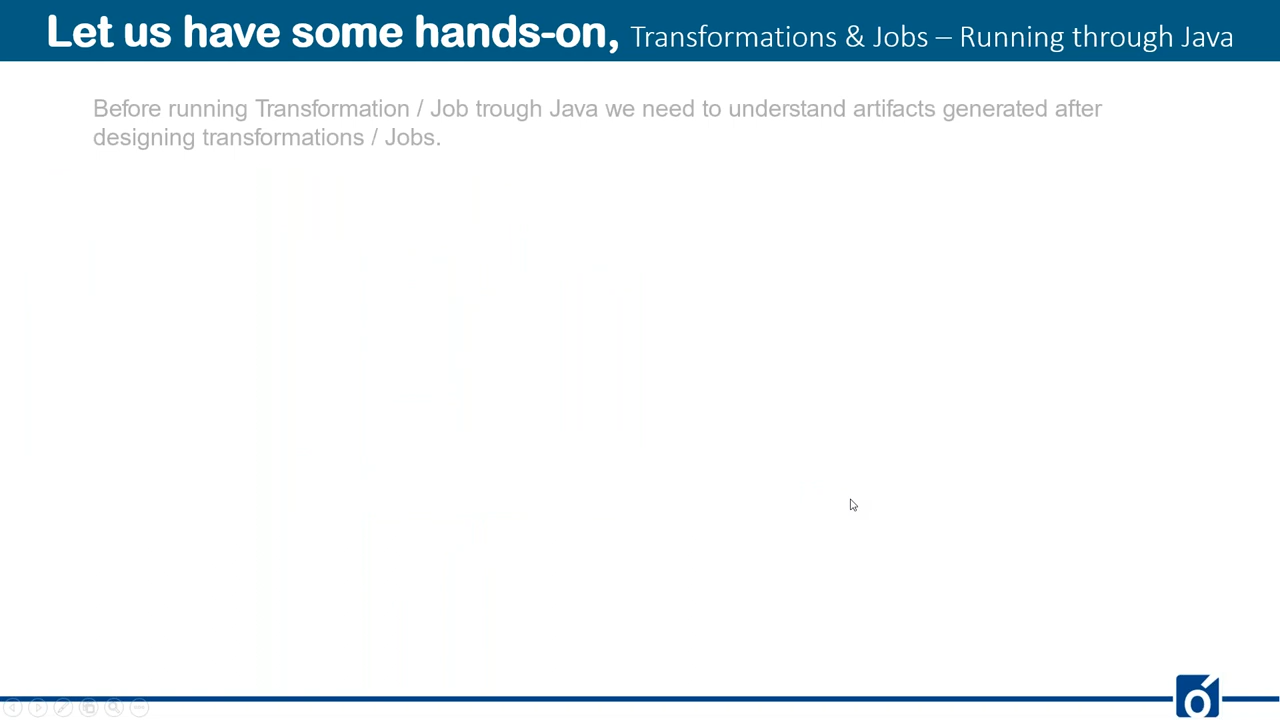 Let us have some hands-on, Transformations & Jobs – Running through Java
Before running Transformation / Job trough Java we need to understand artifacts generated after
designing transformations / Jobs.